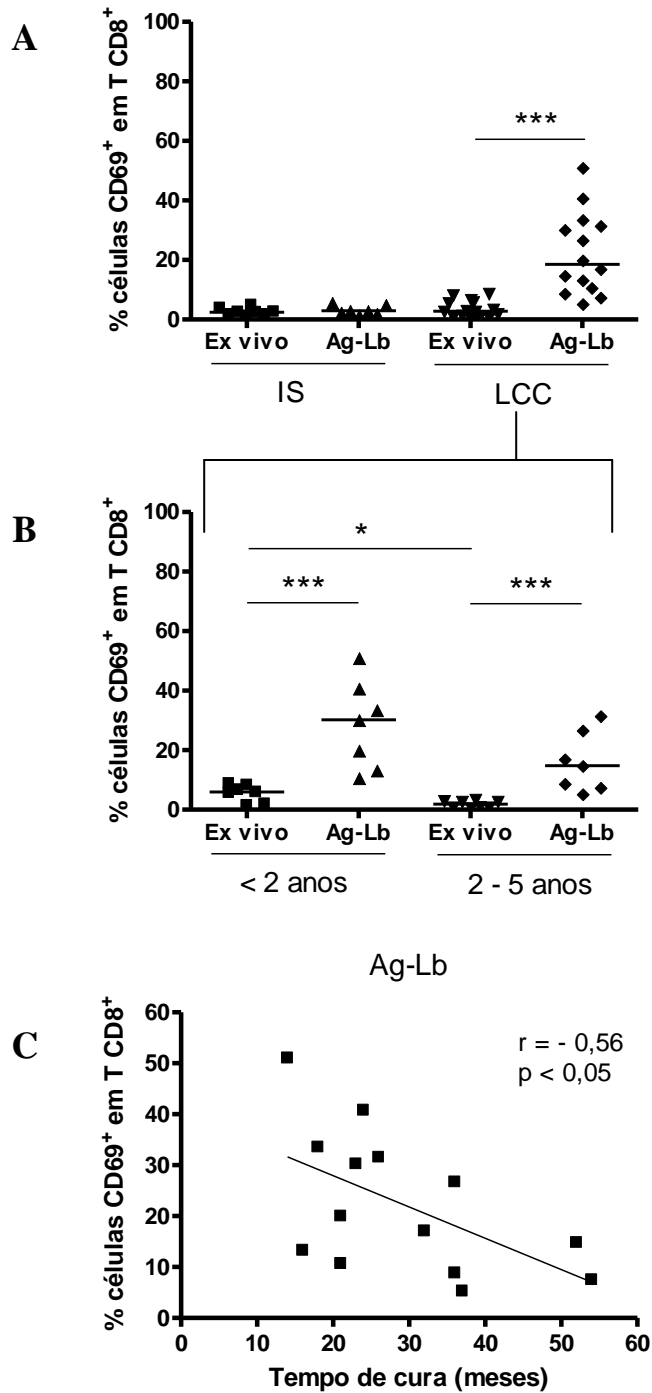 A
% células CD69+ em T CD8+
100
80
60
40
20
0
***
Ex vivo Ag-Lb Ex vivo Ag-Lb
IS LCC
B
% células CD69+ em T CD8+
100
80
60
40
20
0
*
*** ***
Ex vivo Ag-Lb Ex vivo Ag-Lb
< 2 anos 2 - 5 anos
C
Ag-Lb
% células CD69+ em T CD8+
60
50
40
30
20
10
0
r = - 0,56
p < 0,05
0 10 20 30 40 50 60
Tempo de cura (meses)